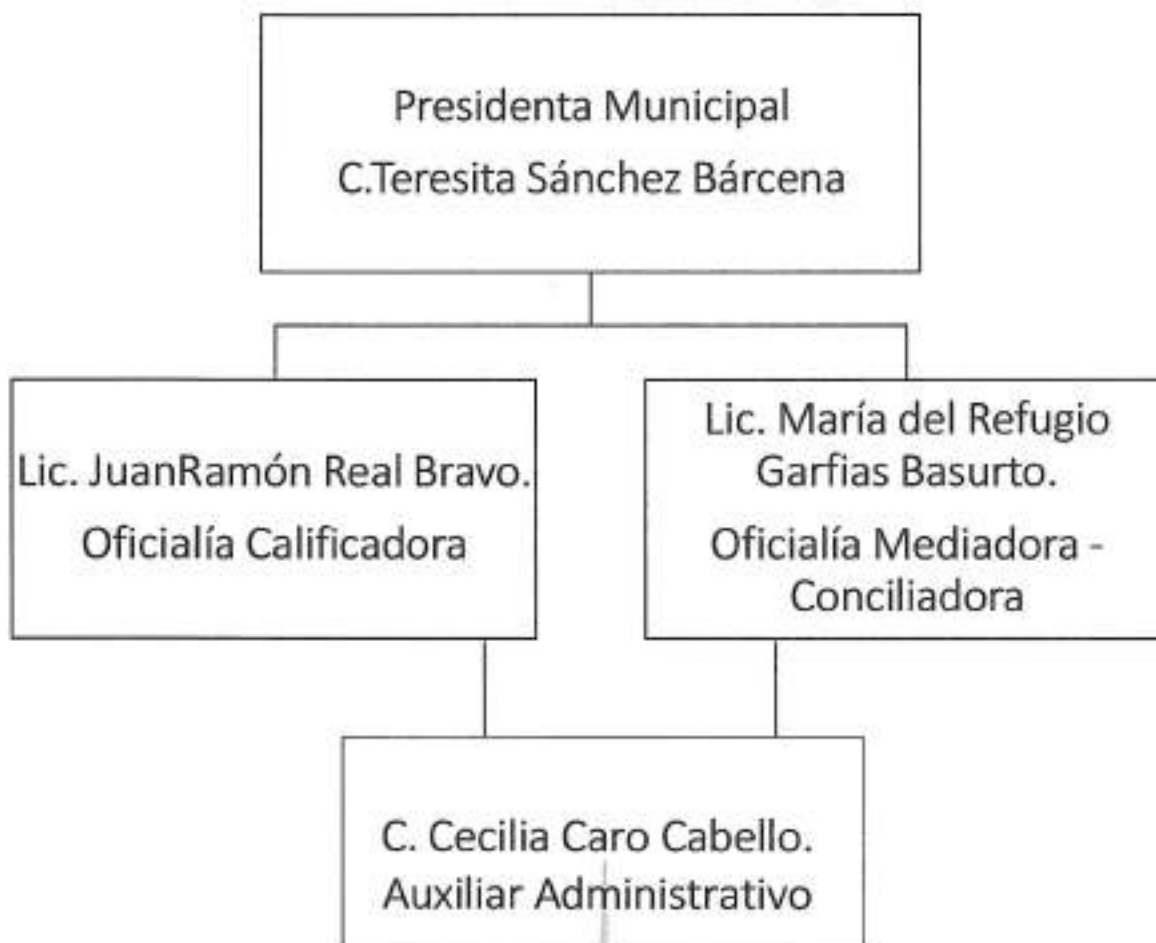 Presidenta Municipal
C.Teresita Sánchez Bárcena
Lic. JuanRamón Real Bravo.
Oficialía Calificadora
Lic. María del Refugio
Garfias Basurto.
Oficialía Mediadora -
Conciliadora
C. Cecilia Caro Cabello.
Auxiliar Administrativo